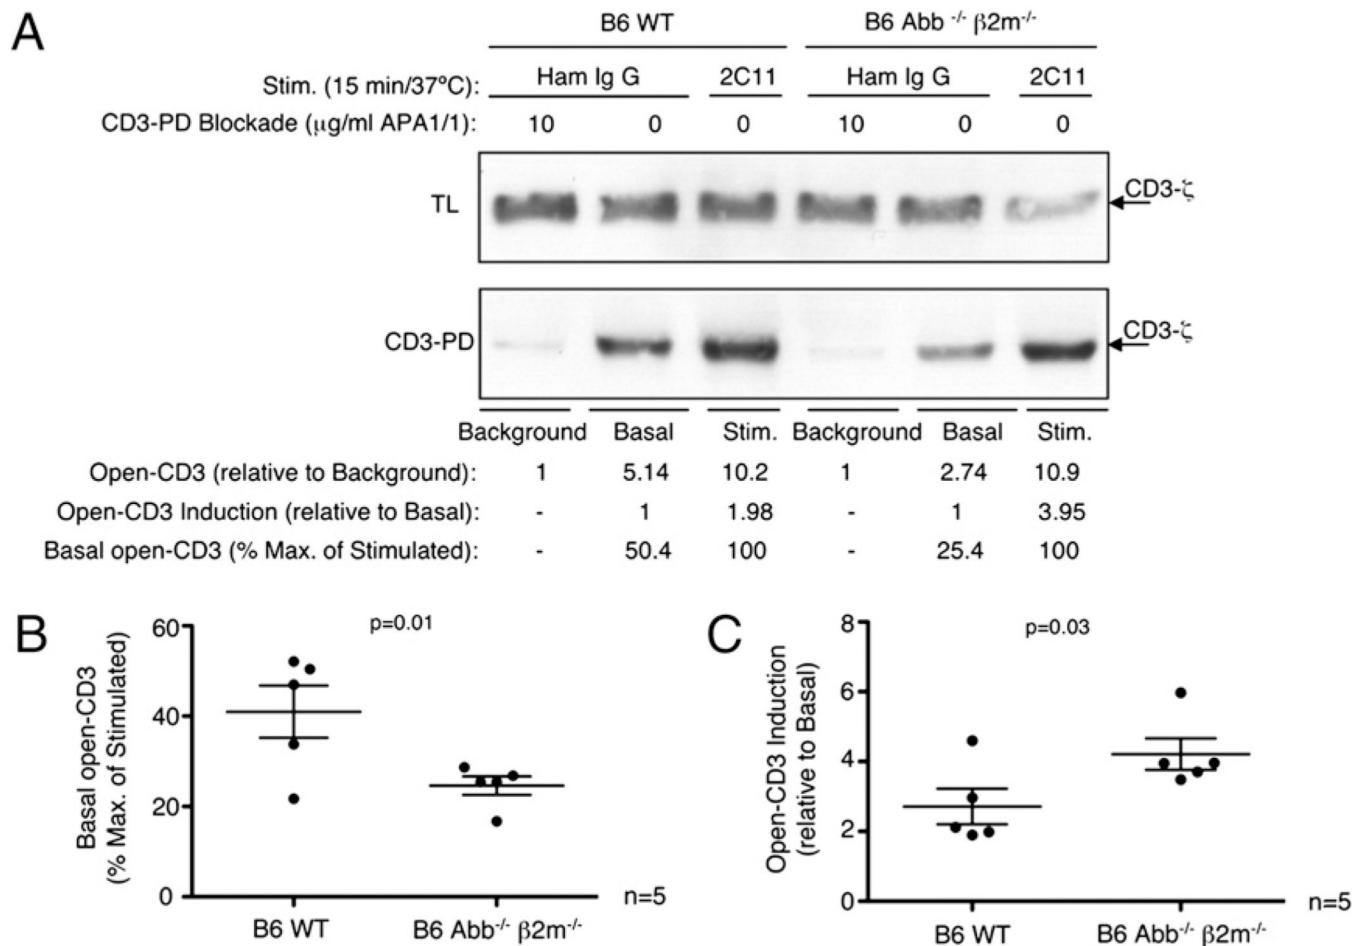 A
B6 WT B6 Abb -/- β2m-/-
Stim. (15 min/37ºC): Ham Ig G 2C11 Ham Ig G 2C11
CD3-PD Blockade (μg/ml APA1/1): 10 0 0 10 0 0
TL CD3-ζ
CD3-PD CD3-ζ
Background Basal Stim. Background Basal Stim.
Open-CD3 (relative to Background): 1 5.14 10.2 1 2.74 10.9
Open-CD3 Induction (relative to Basal): - 1 1.98 - 1 3.95
Basal open-CD3 (% Max. of Stimulated): - 50.4 100 - 25.4 100
B
p=0.01
Basal open-CD3
(% Max. of Stimulated)
60
40
20
0
B6 WT B6 Abb-/- β2m-/-
n=5
C
p=0.03
Open-CD3 Induction
(relative to Basal)
8
6
4
2
0
B6 WT B6 Abb-/- β2m-/-
n=5